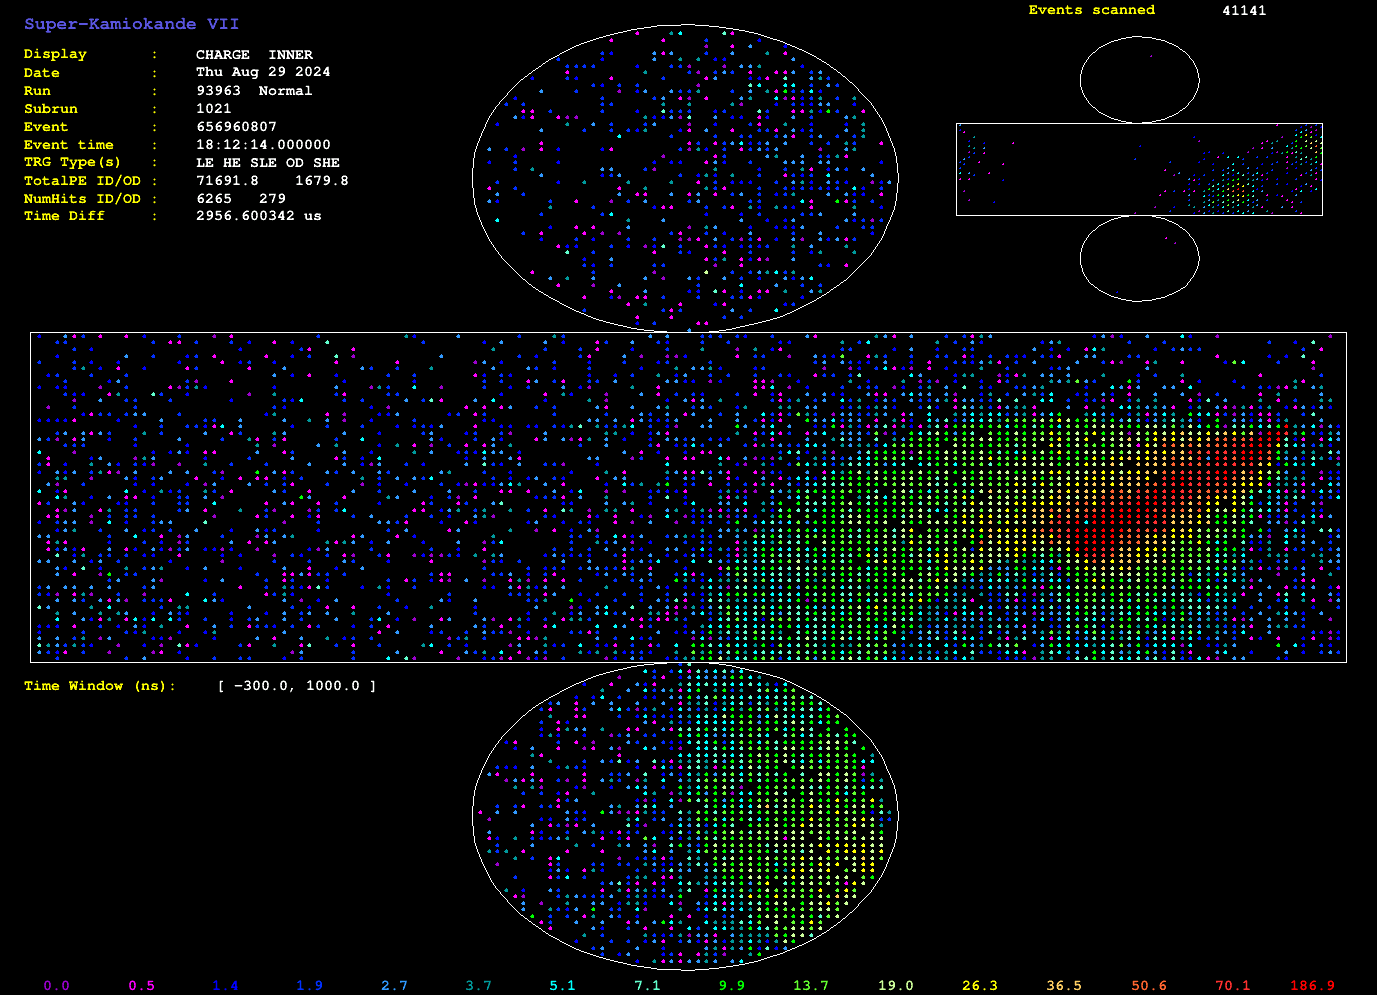 Super-Kamiokande VII
Events scanned 41141
Display : CHARGE INNER
Date : Thu Aug 29 2024
Run : 93963 Normal
Subrun : 1021
Event : 656960807
Event time : 18:12:14.000000
TRG Type(s) : LE HE SLE OD SHE
TotalPE ID/OD : 71691.8 1679.8
NumHits ID/OD : 6265 279
Time Diff : 2956.600342 us
Time Window (ns): [ -300.0, 1000.0 ]
0.0 0.5 1.4 1.9 2.7 3.7 5.1 7.1 9.9 13.7 19.0 26.3 36.5 50.6 70.1 186.9